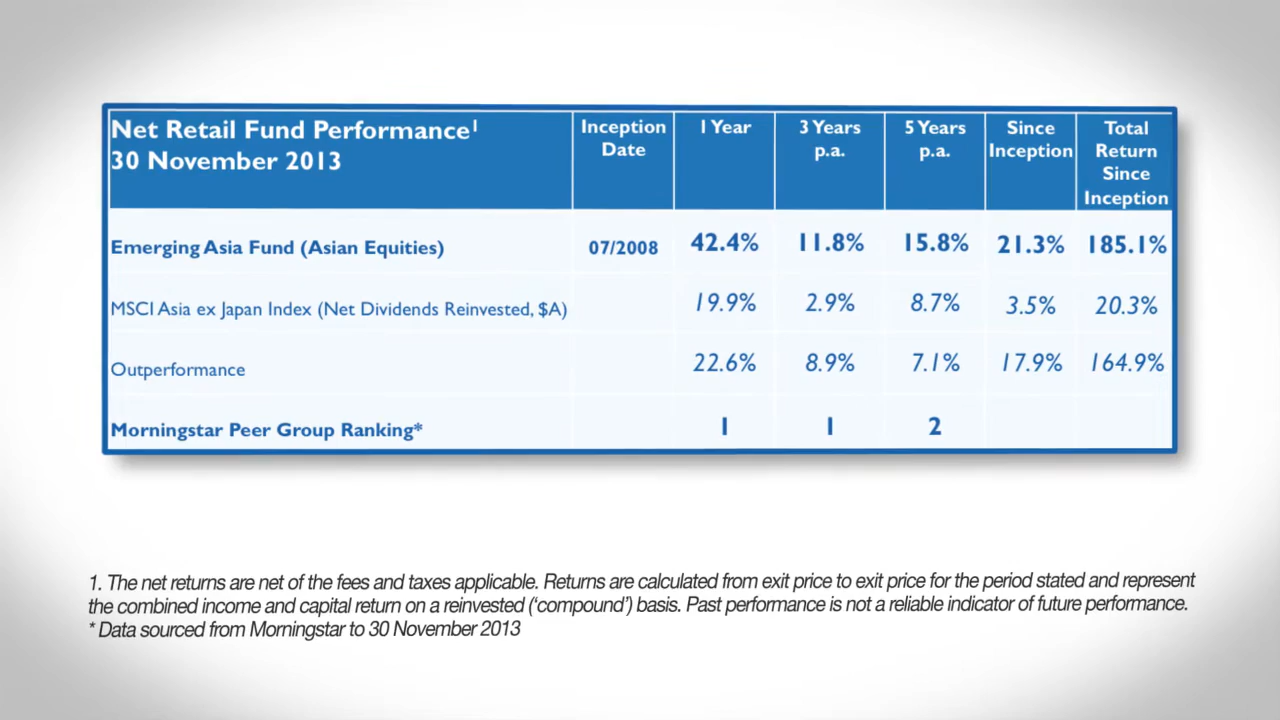 Net Retail Fund Performance¹
30 November 2013
Inception Date
1 Year
3 Years p.a.
5 Years p.a.
Since Inception
Total Return Since Inception
Emerging Asia Fund (Asian Equities) 07/2008 42.4% 11.8% 15.8% 21.3% 185.1%
MSCI Asia ex Japan Index (Net Dividends Reinvested, $A) 19.9% 2.9% 8.7% 3.5% 20.3%
Outperformance 22.6% 8.9% 7.1% 17.9% 164.9%
Morningstar Peer Group Ranking* 1 1 2
1. The net returns are net of the fees and taxes applicable. Returns are calculated from exit price to exit price for the period stated and represent
the combined income and capital return on a reinvested (‘compound’) basis. Past performance is not a reliable indicator of future performance.
* Data sourced from Morningstar to 30 November 2013